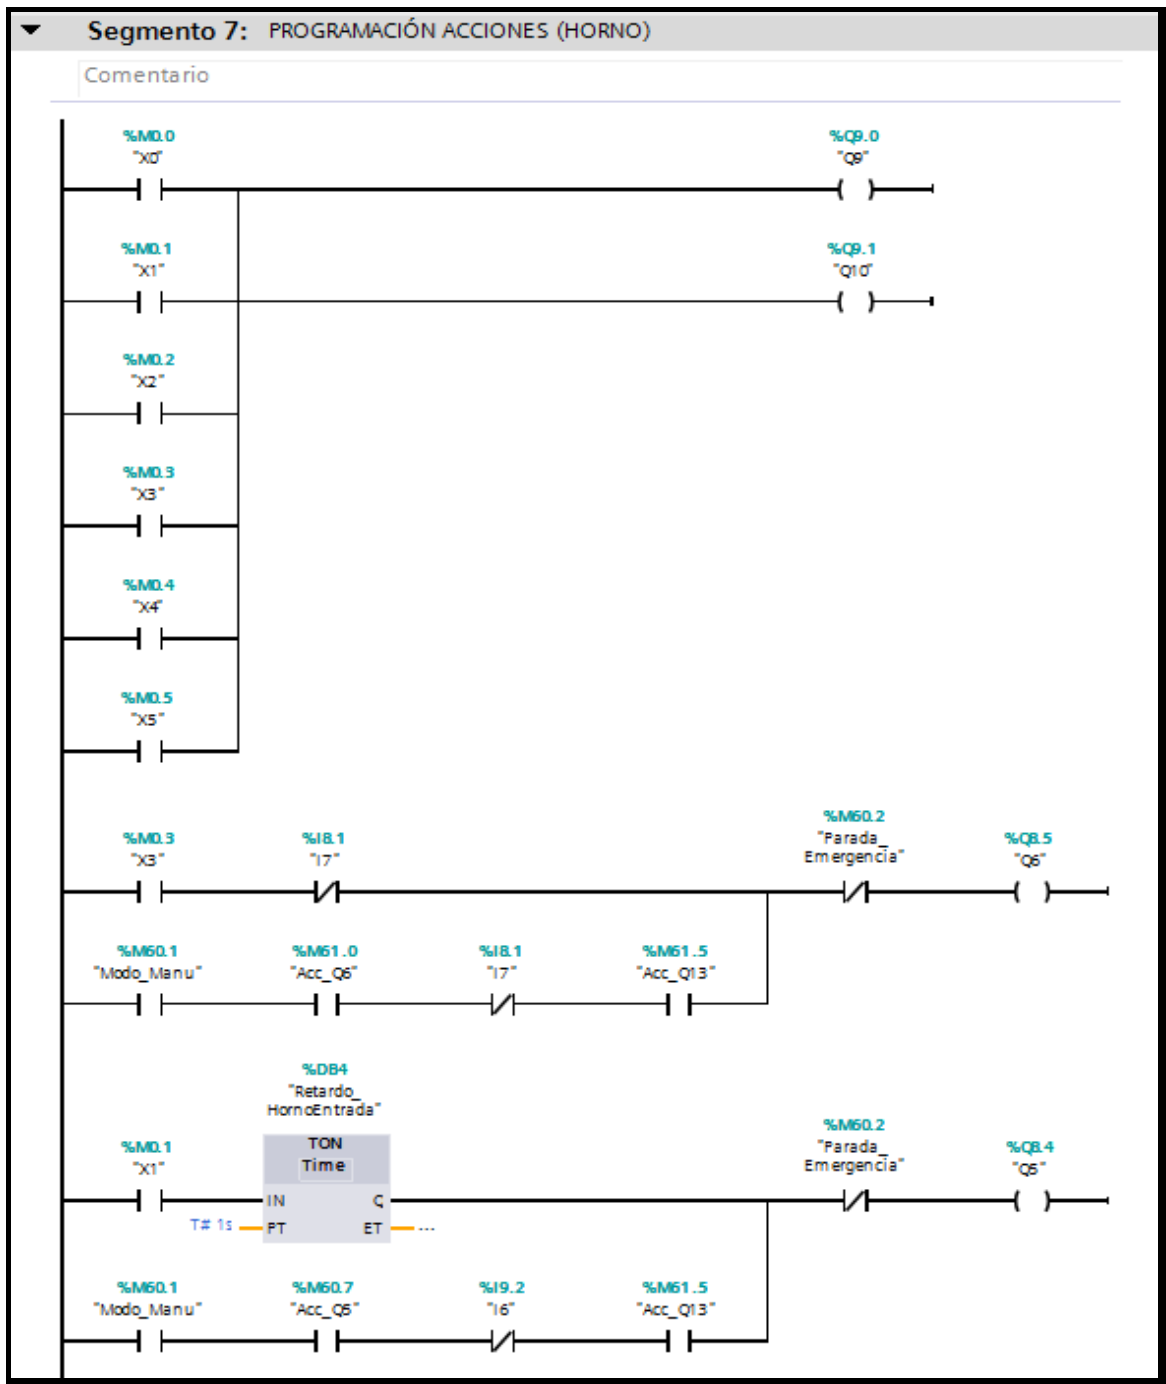 Segmento 7: PROGRAMACIÓN ACCIONES (HORNO)
Comentario
%M0.0 %Q9.0
"X0" "Q9"
%M0.1 %Q9.1
"X1" "Q10"
%M0.2
"X2"
%M0.3
"X3"
%M0.4
"X4"
%M0.5
"X5"
%M60.2
%M0.3 %I8.1 "Parada_ %Q8.5
"X3" "I7" Emergencia" "Q6"
%M60.1 %M61.0 %I8.1 %M61.5
"Modo_Manu" "Acc_Q6" "I7" "Acc_Q13"
%DB4
"Retardo_
HornoEntrada"
%M60.2
%M0.1 TON "Parada_ %Q8.4
"X1" Time Emergencia" "Q5"
IN Q
T# 1s PT ET ...
%M60.1 %M60.7 %I9.2 %M61.5
"Modo_Manu" "Acc_Q5" "I6" "Acc_Q13"